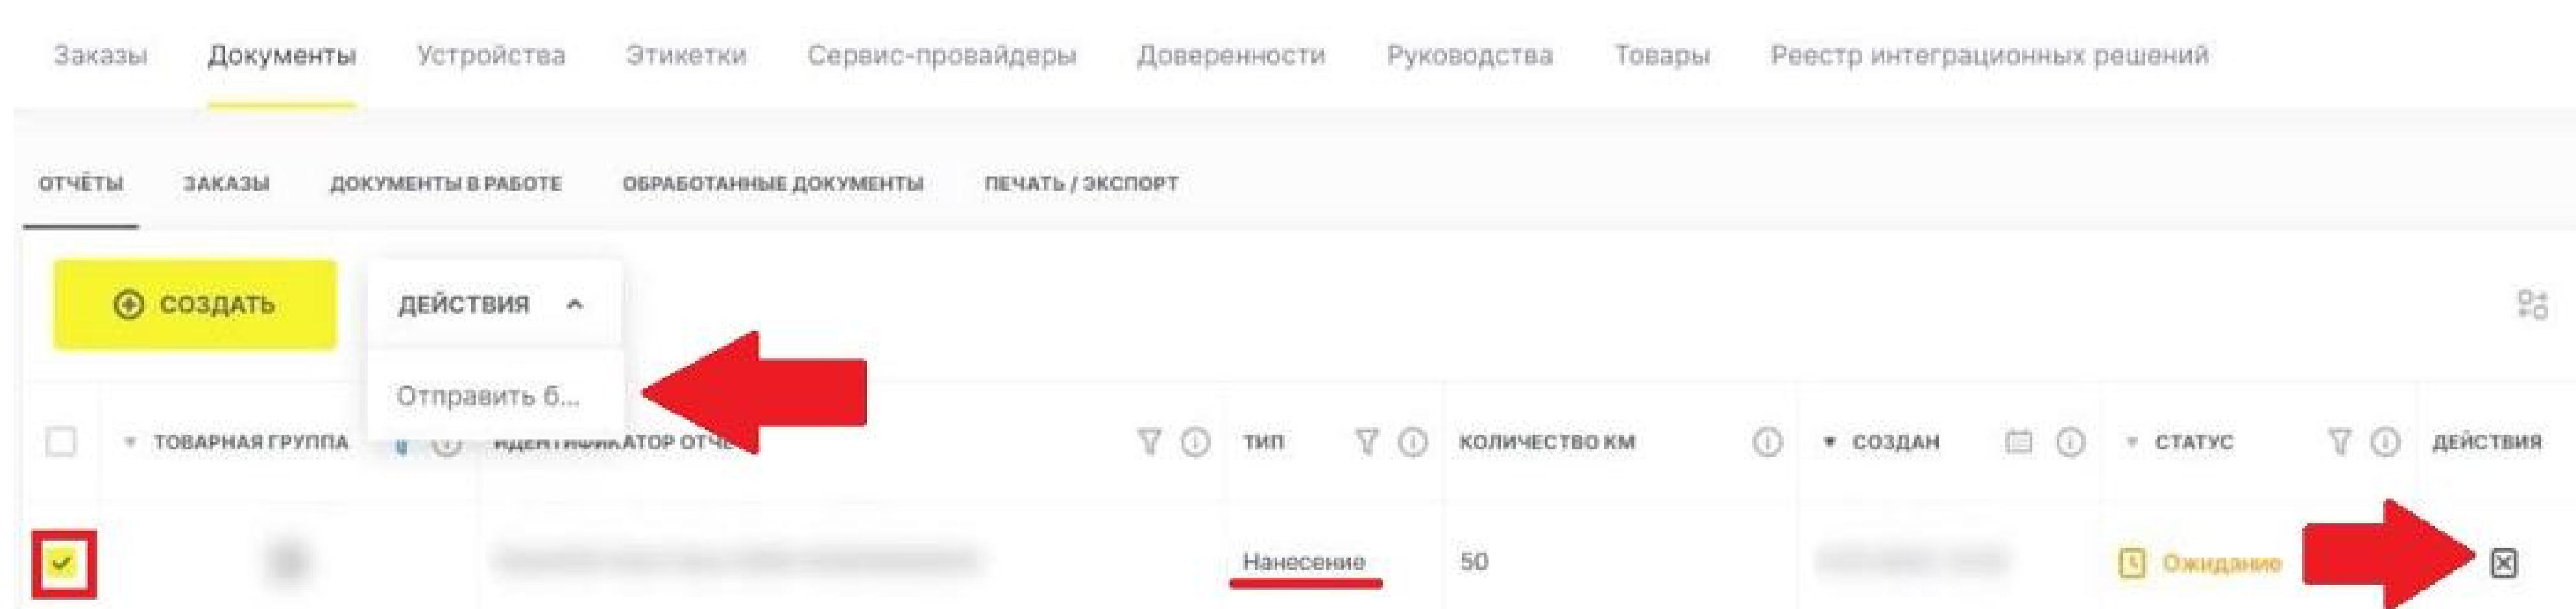 Заказы Документы Устройства Этикетки Сервис-провайдеры Доверенности Руководства Товары Реестр интеграционных решений
ОТЧЁТЫ ЗАКАЗЫ ДОКУМЕНТЫ В РАБОТЕ ОБРАБОТАННЫЕ ДОКУМЕНТЫ ПЕЧАТЬ / ЭКСПОРТ
СОЗДАТЬ ДЕЙСТВИЯ
Отправить б...
ТОВАРНАЯ ГРУППА ИДЕНТИФИКАТОР ТИП КОЛИЧЕСТВО КМ СОЗДАН СТАТУС ДЕЙСТВИЯ
Нанесение 50 Ожидание